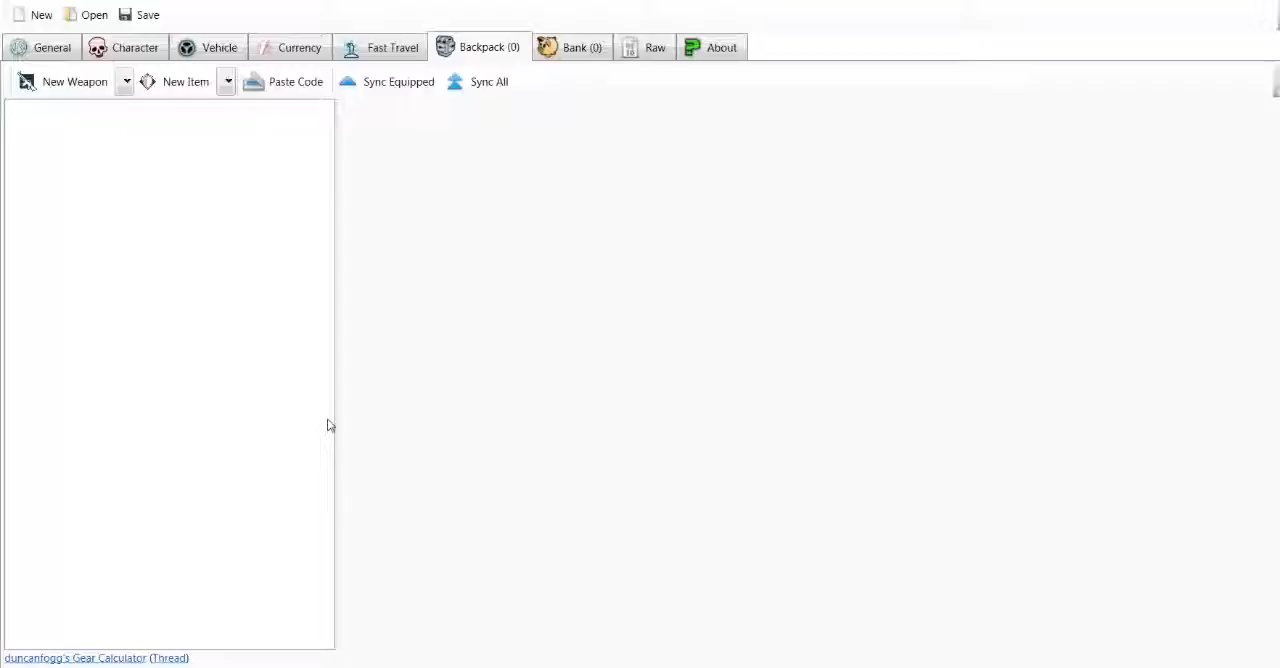 New Open Save
General Character Vehicle Currency Fast Travel Backpack (0) Bank (0) Raw About
New Weapon New Item Paste Code Sync Equipped Sync All
duncanfogg's Gear Calculator (Thread)